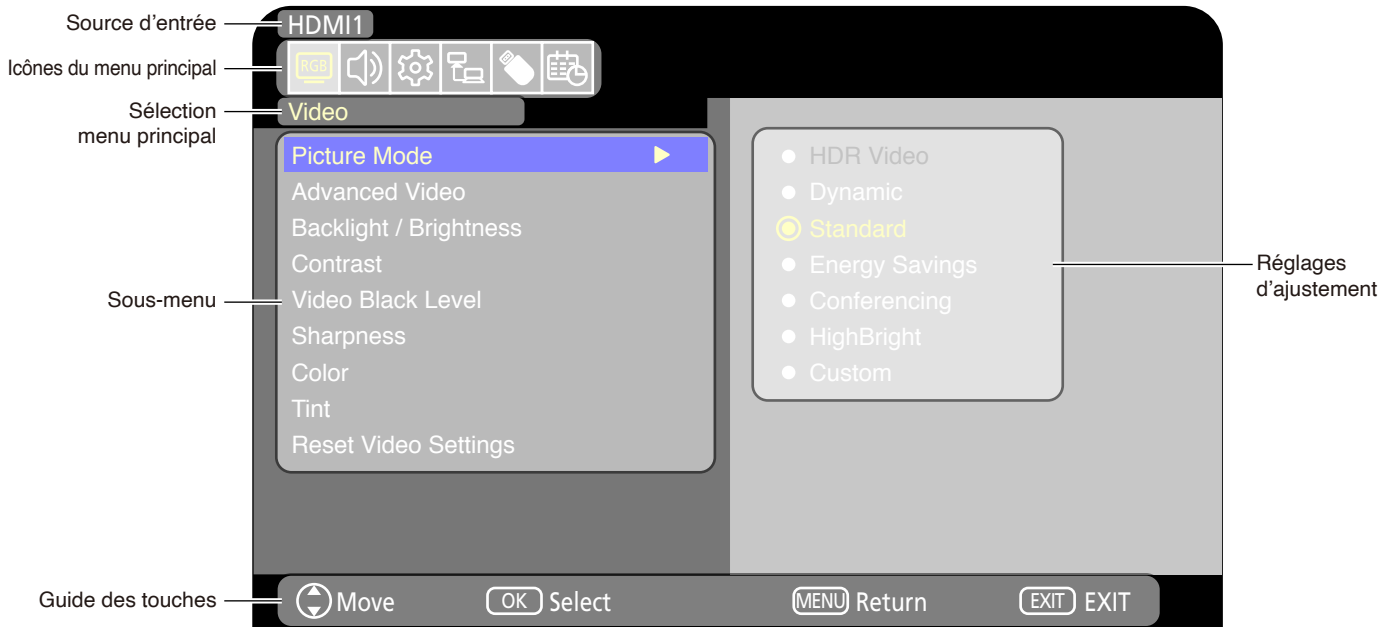 Source d'entrée
HDMI1
Icônes du menu principal
RGB
Sélection
menu principal
Video
Picture Mode
Advanced Video
Backlight / Brightness
Contrast
Sous-menu
Video Black Level
Sharpness
Color
Tint
Reset Video Settings
HDR Video
Dynamic
Standard
Energy Savings
Conferencing
HighBright
Custom
Réglages
d'ajustement
Guide des touches
Move
OK Select
MENU Return
EXIT EXIT